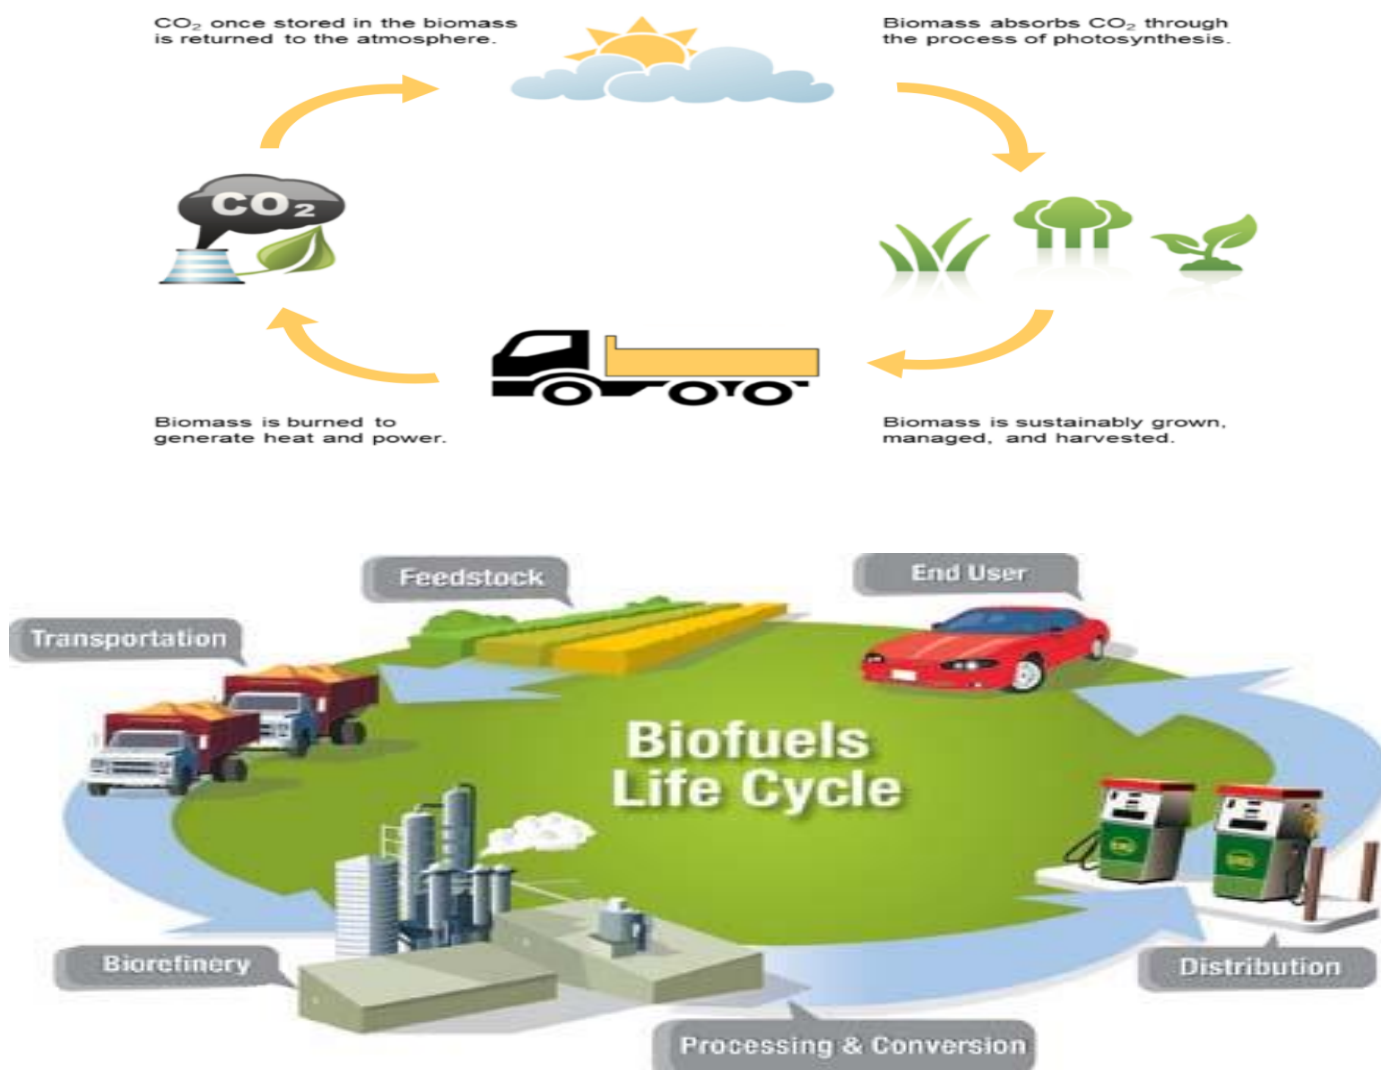 CO₂ once stored in the biomass
is returned to the atmosphere.
Biomass absorbs CO₂ through
the process of photosynthesis.
CO₂
Biomass is burned to
generate heat and power.
Biomass is sustainably grown,
managed, and harvested.
Feedstock
End User
Transportation
Biofuels
Life Cycle
Biorefinery
Distribution
Processing & Conversion